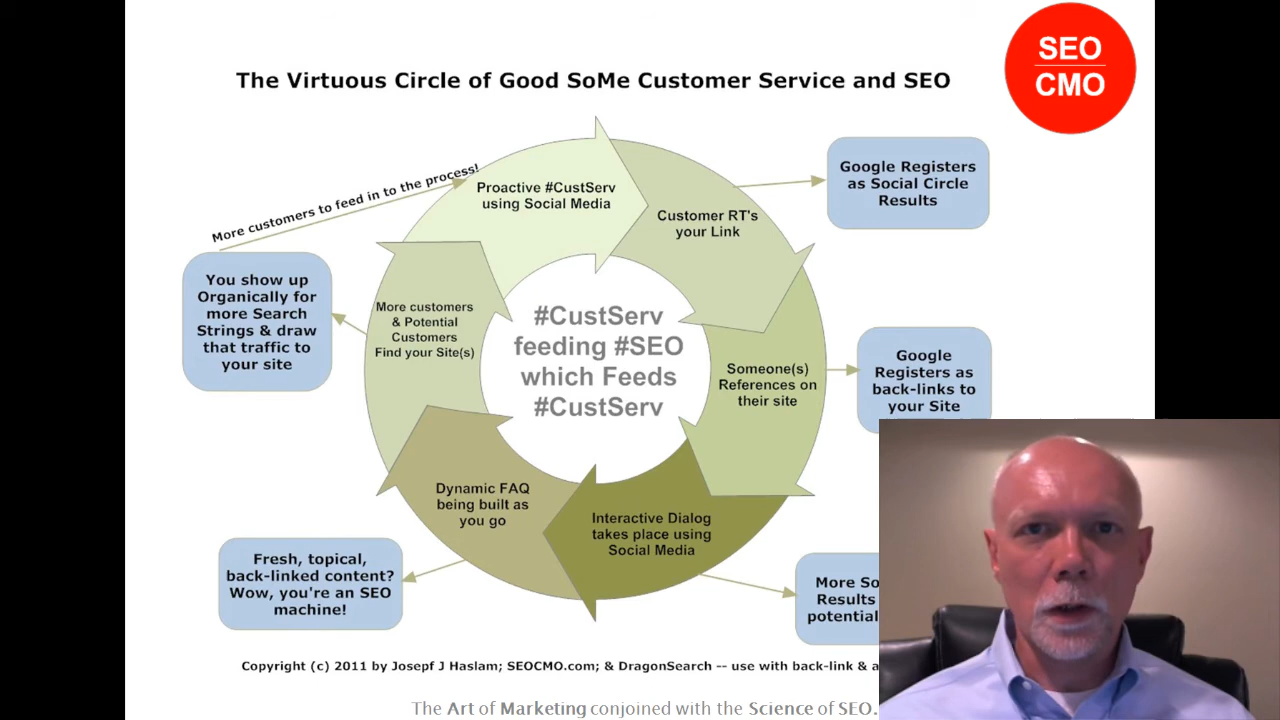 SEO
CMO
The Virtuous Circle of Good SoMe Customer Service and SEO
More customers to feed in to the process!
Proactive #CustServ
using Social Media
Customer RT's
your Link
Google Registers
as Social Circle
Results
Someone(s)
References on
their site
Google
Registers as
back-links to
your Site
Interactive Dialog
takes place using
Social Media
More So
Results
potential
Dynamic FAQ
being built as
you go
Fresh, topical,
back-linked content?
Wow, you're an SEO
machine!
More customers
& Potential
Customers
Find your Site(s)
You show up
Organically for
more Search
Strings & draw
that traffic to
your site
#CustServ
feeding #SEO
which Feeds
#CustServ
Copyright (c) 2011 by Josepf J Haslam; SEOCMO.com; & DragonSearch -- use with back-link & a
The Art of Marketing conjoined with the Science of SEO.